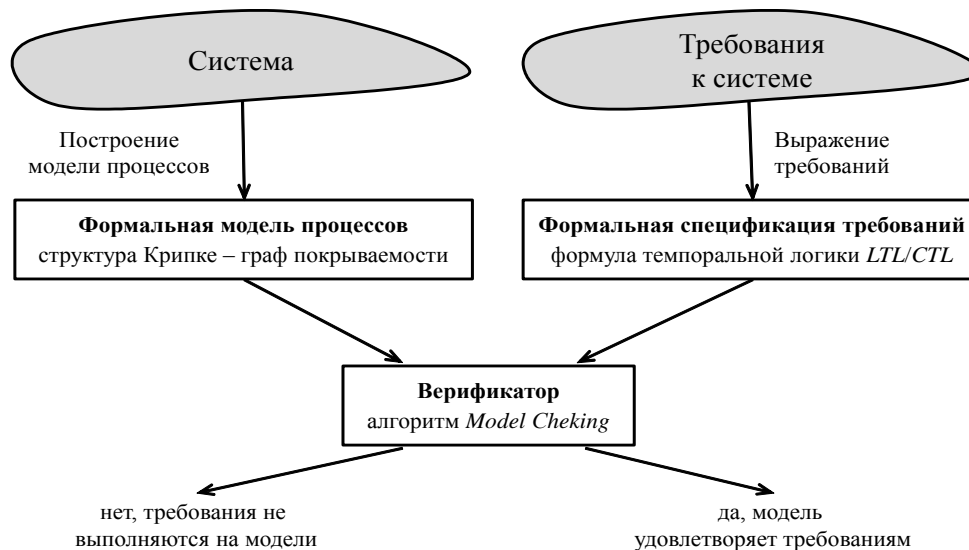 Система
Требования
к системе
Построение
модели процессов
Выражение
требований
Формальная модель процессов
структура Крипке – граф покрываемости
Формальная спецификация требований
формула темпоральной логики LTL/CTL
Верификатор
алгоритм Model Cheking
нет, требования не
выполняются на модели
да, модель
удовлетворяет требованиям